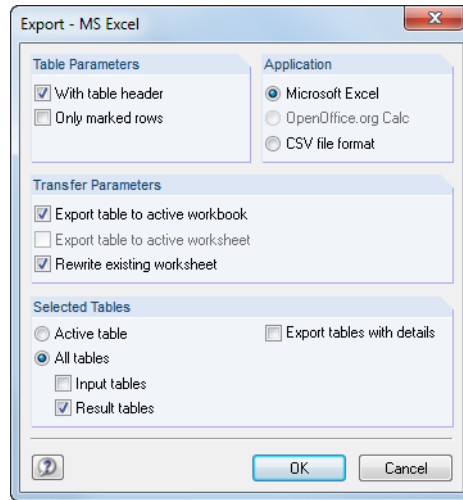 Export - MS Excel
Table Parameters
With table header
Only marked rows
Application
Microsoft Excel
OpenOffice.org Calc
CSV file format
Transfer Parameters
Export table to active workbook
Export table to active worksheet
Rewrite existing worksheet
Selected Tables
Active table
All tables
Input tables
Result tables
Export tables with details
OK
Cancel